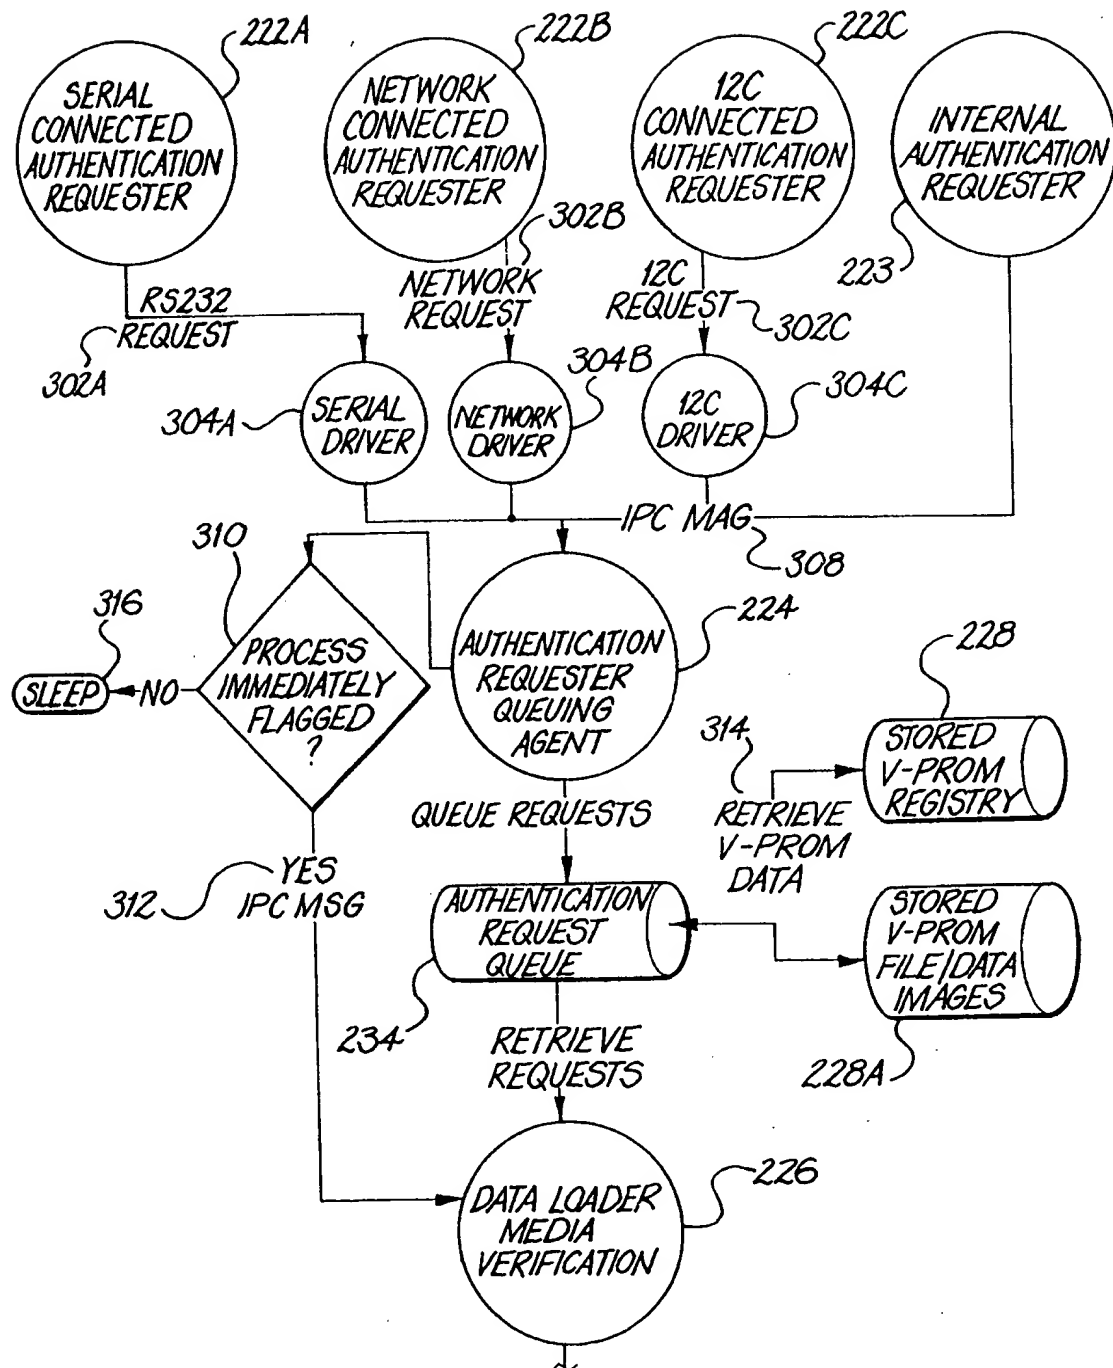 222A
222B
222C
SERIAL
CONNECTED
AUTHENTICATION
REQUESTER
NETWORK
CONNECTED
AUTHENTICATION
REQUESTER
12C
CONNECTED
AUTHENTICATION
REQUESTER
INTERNAL
AUTHENTICATION
REQUESTER
223
RS232
REQUEST
302A
302B
NETWORK
REQUEST
12C
REQUEST
302C
304A
SERIAL
DRIVER
304B
NETWORK
DRIVER
304C
12C
DRIVER
IPC MAG
308
310
316
SLEEP
NO
PROCESS
IMMEDIATELY
FLAGGED
?
AUTHENTICATION
REQUESTER
QUEUING
AGENT
224
228
STORED
V-PROM
REGISTRY
314
RETRIEVE
V-PROM
DATA
QUEUE REQUESTS
312
YES
IPC MSG
AUTHENTICATION
REQUEST
QUEUE
234
STORED
V-PROM
FILE/DATA
IMAGES
228A
RETRIEVE
REQUESTS
DATA LOADER
MEDIA
VERIFICATION
226